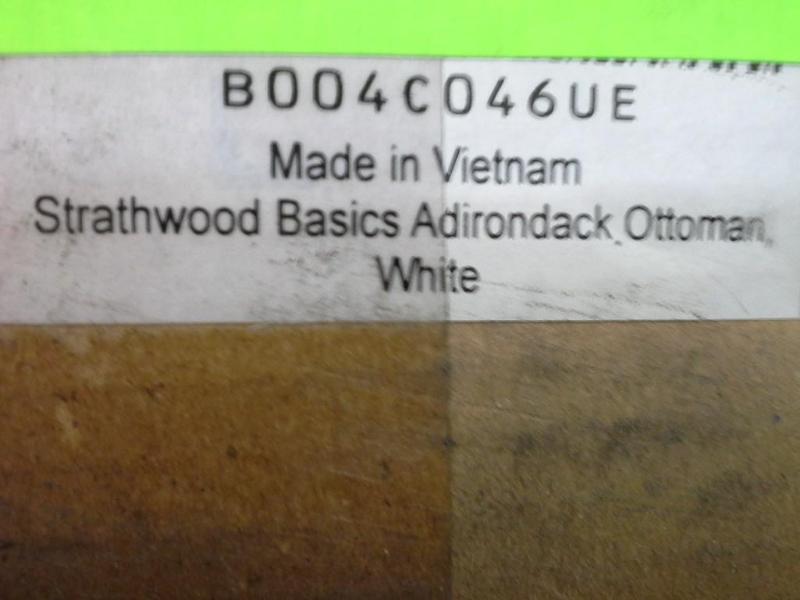 B004C046UE
Made in Vietnam
Strathwood Basics Adirondack Ottoman,
White